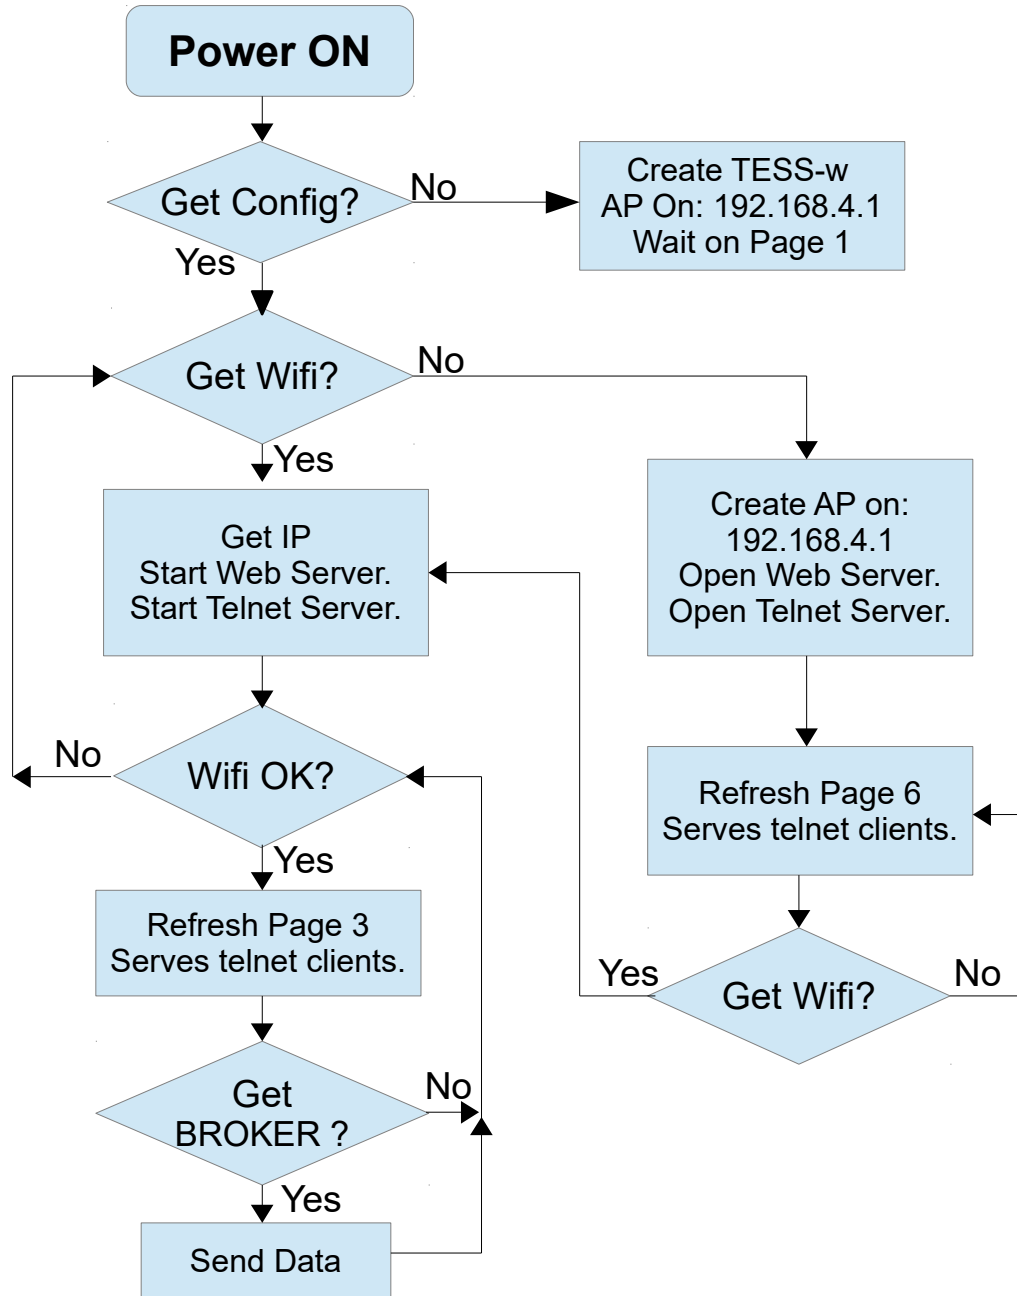 Power ON
Get Config?
No
Create TESS-w
AP On: 192.168.4.1
Wait on Page 1
Yes
Get Wifi?
No
Yes
Get IP
Start Web Server.
Start Telnet Server.
Create AP on:
192.168.4.1
Open Web Server.
Open Telnet Server.
No
Wifi OK?
Yes
Refresh Page 6
Serves telnet clients.
Refresh Page 3
Serves telnet clients.
Yes
Get Wifi?
No
Get
BROKER ?
No
Yes
Send Data